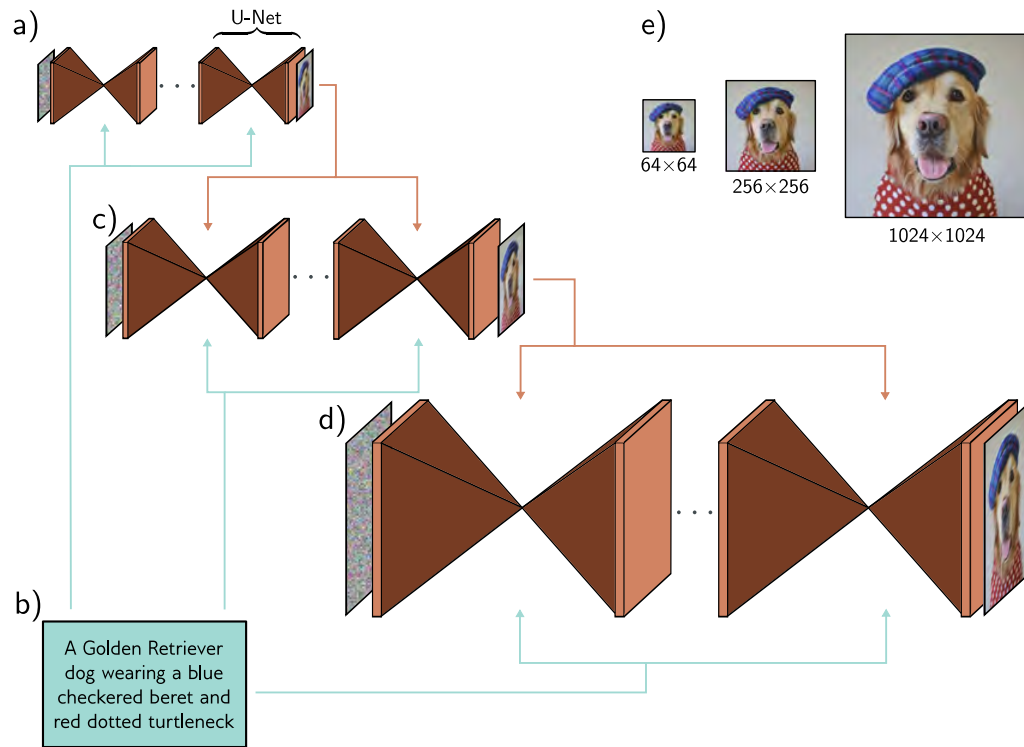 a)
U-Net
. . .
e)
64×64
256×256
1024×1024
c)
. . .
d)
. . .
b)
A Golden Retriever
dog wearing a blue
checkered beret and
red dotted turtleneck